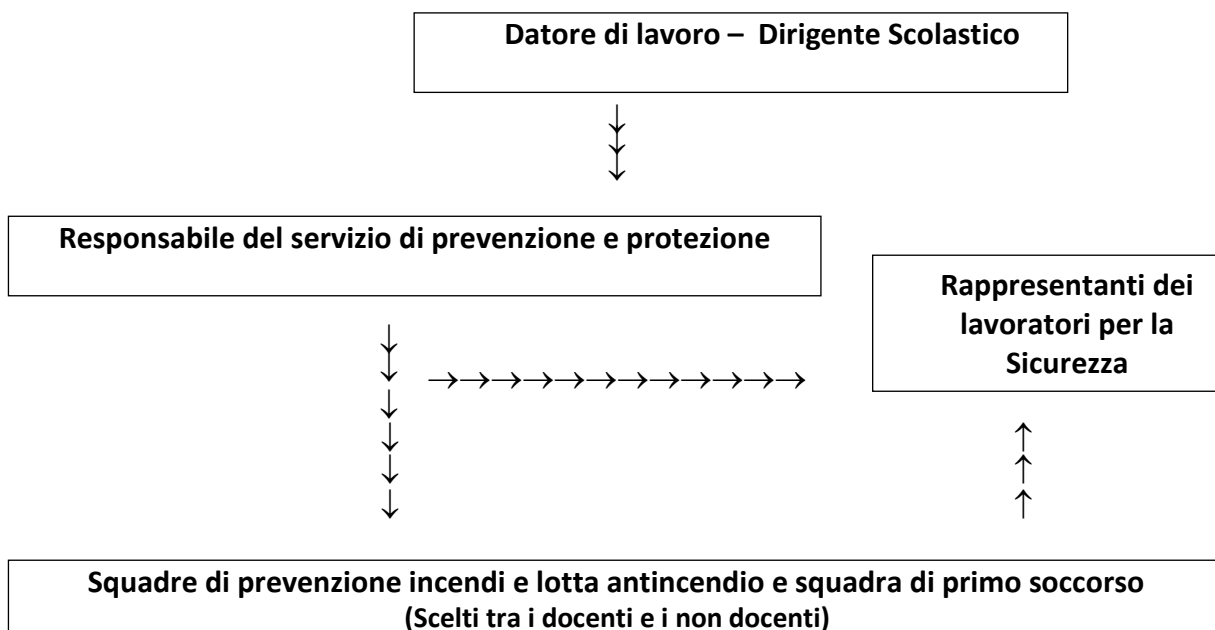 Datore di lavoro – Dirigente Scolastico
Responsabile del servizio di prevenzione e protezione
Rappresentanti dei
lavoratori per la
Sicurezza
Squadre di prevenzione incendi e lotta antincendio e squadra di primo soccorso
(Scelti tra i docenti e i non docenti)